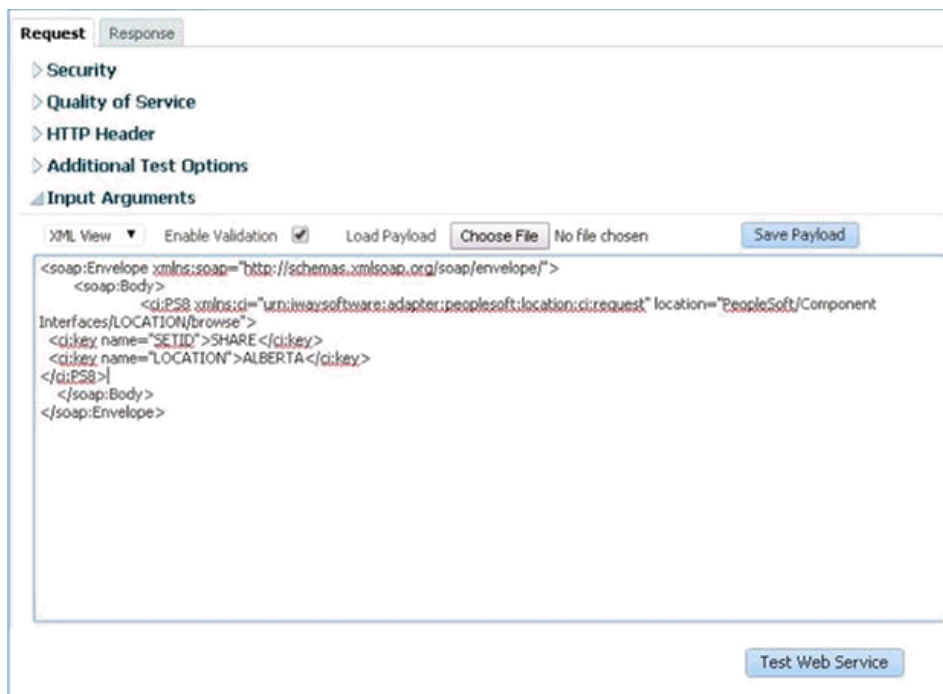 Request Response
Security
Quality of Service
HTTP Header
Additional Test Options
Input Arguments
XML View Enable Validation Load Payload Choose File No file chosen Save Payload
<soap:Envelope xmlns:soap="http://schemas.xmlsoap.org/soap/envelope/">
<soap:Body>
<ci:PS8 xmlns:ci="urn:iwaysoftware:adapter:peoplesoft:location:ci:request" location="PeopleSoft/Component
Interfaces/LOCATION/browse">
<ci:key name="SETID">SHARE</ci:key>
<ci:key name="LOCATION">ALBERTA</ci:key>
</ci:PS8>
</soap:Body>
</soap:Envelope>
Test Web Service